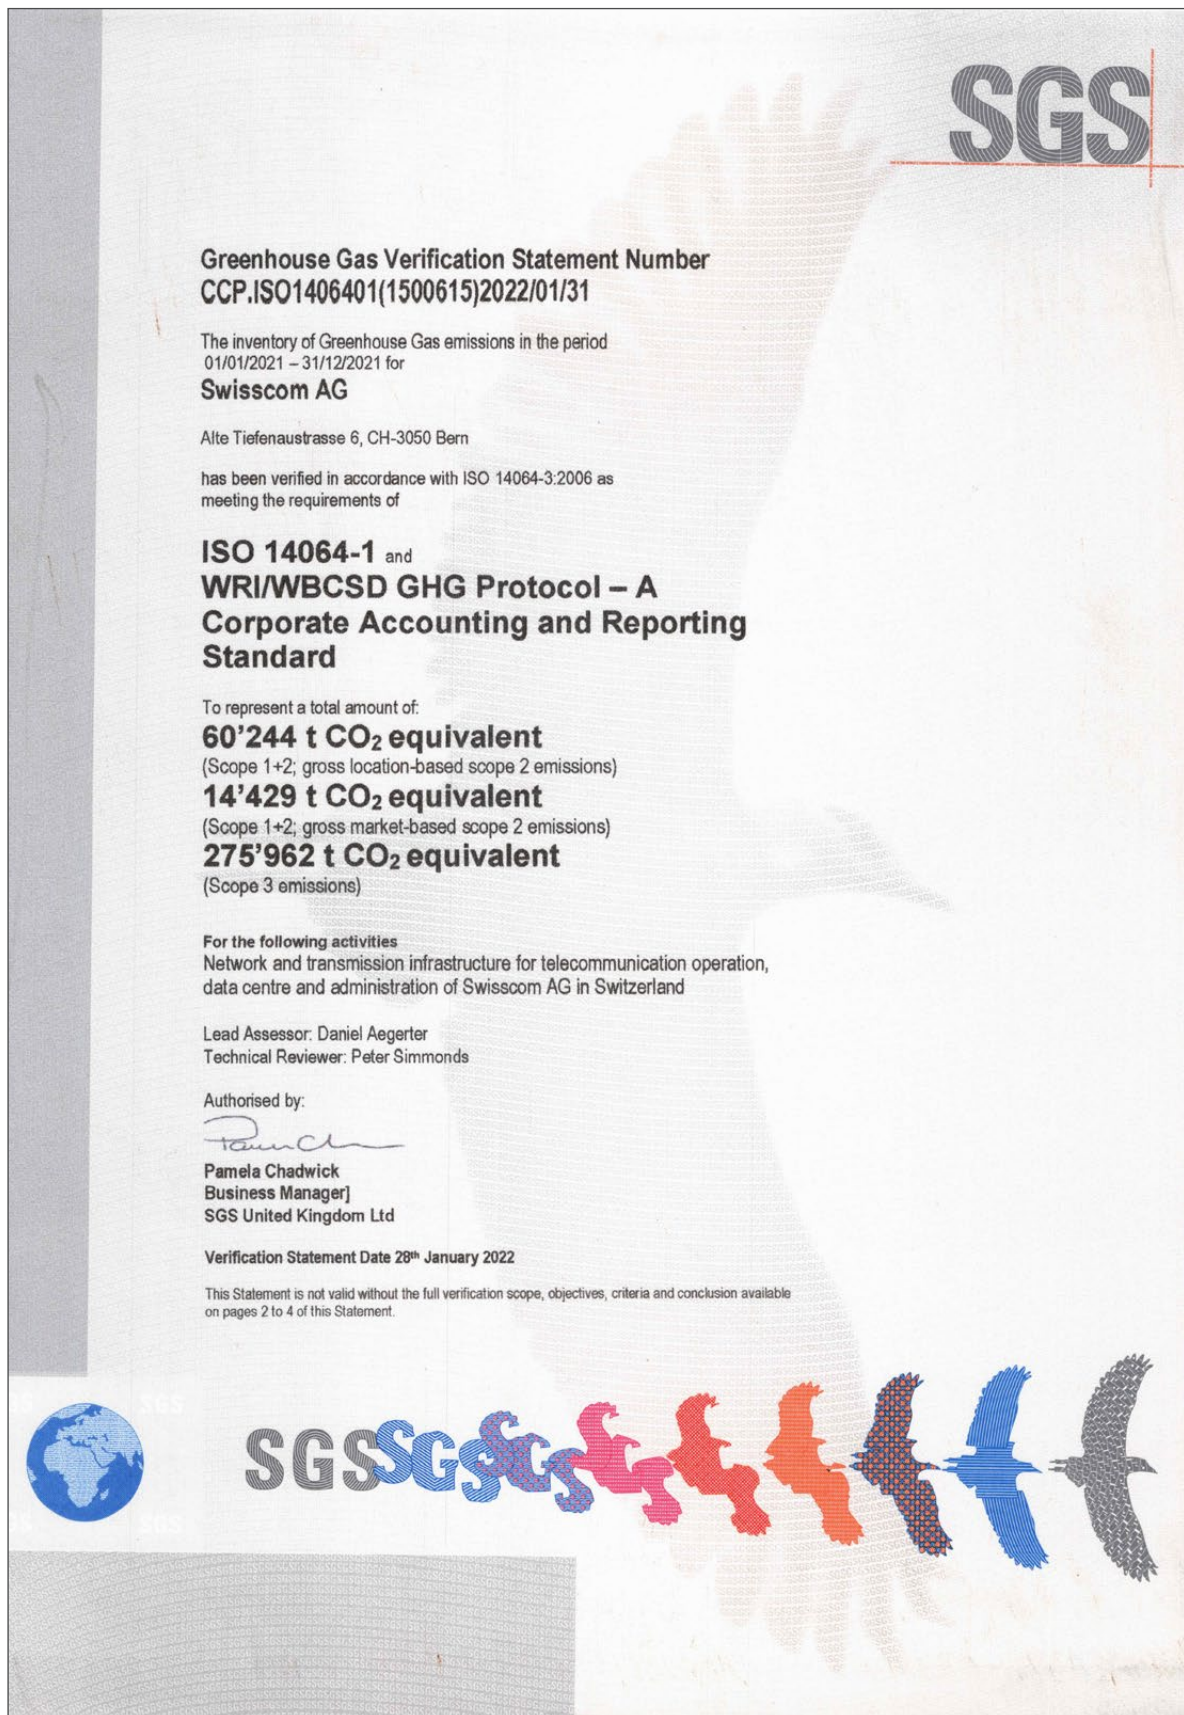 SGS
Greenhouse Gas Verification Statement Number
CCP.ISO1406401(1500615)2022/01/31
The inventory of Greenhouse Gas emissions in the period
01/01/2021 – 31/12/2021 for
Swisscom AG
Alte Tiefenaustrasse 6, CH-3050 Bern
has been verified in accordance with ISO 14064-3:2006 as
meeting the requirements of
ISO 14064-1 and
WRI/WBCSD GHG Protocol – A
Corporate Accounting and Reporting
Standard
To represent a total amount of:
60’244 t CO₂ equivalent
(Scope 1+2; gross location-based scope 2 emissions)
14’429 t CO₂ equivalent
(Scope 1+2; gross market-based scope 2 emissions)
275’962 t CO₂ equivalent
(Scope 3 emissions)
For the following activities
Network and transmission infrastructure for telecommunication operation,
data centre and administration of Swisscom AG in Switzerland
Lead Assessor: Daniel Aegerter
Technical Reviewer: Peter Simmonds
Authorised by:
Pamela Chadwick
Business Manager]
SGS United Kingdom Ltd
Verification Statement Date 28th January 2022
This Statement is not valid without the full verification scope, objectives, criteria and conclusion available
on pages 2 to 4 of this Statement.
SGS SGS SGS